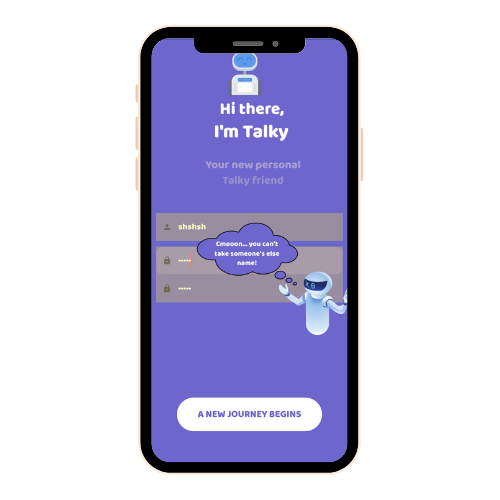 Hi there,
I'm Talky
Your new personal
Talky friend
shshsh
Cmooon... you can't
take someone's else
name!
•••••
•••••
A NEW JOURNEY BEGINS